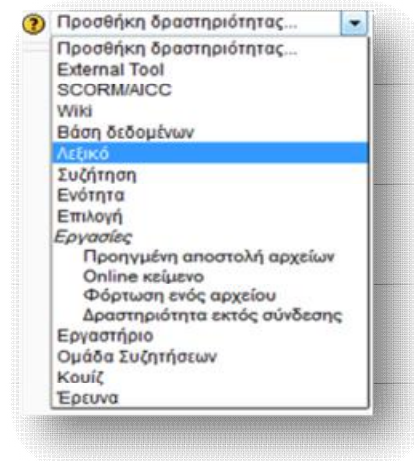 Προσθήκη δραστηριότητας...
Προσθήκη δραστηριότητας...
External Tool
SCORM/AICC
Wiki
Βάση δεδομένων
Λεξικό
Συζήτηση
Ενότητα
Επιλογή
Εργασίες
Προηγμένη αποστολή αρχείων
Online κείμενο
Φόρτωση ενός αρχείου
Δραστηριότητα εκτός σύνδεσης
Εργαστήριο
Ομάδα Συζητήσεων
Κουίζ
Έρευνα